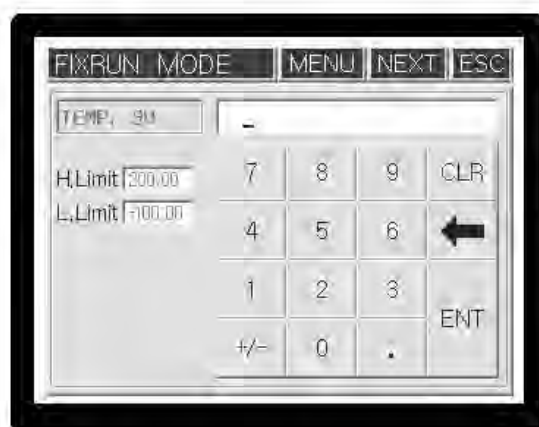 FIXRUN MODE MENU NEXT ESC
TEMP.
_
H.Limit 200.00
L.Limit -100.00
7 8 9 CLR
4 5 6
1 2 3
ENT
+/- 0 .